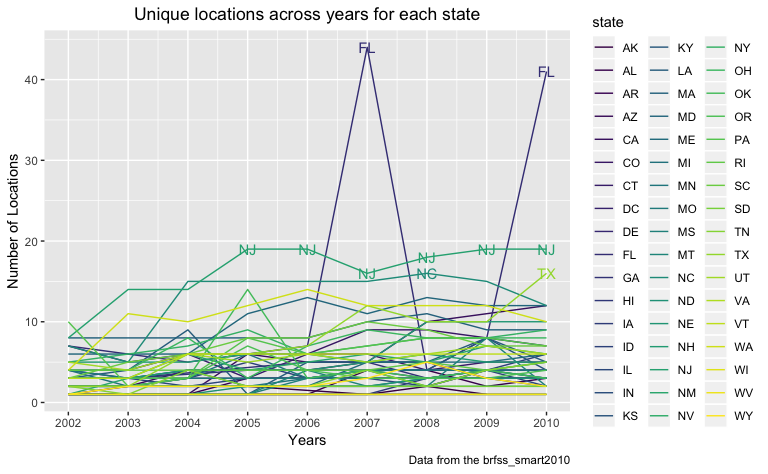 Unique locations across years for each state
Number of Locations
40
30
20
10
0
FL
FL
NJ
NJ
NJ
NJ
NJ
NJ
NC
TX
2002 2003 2004 2005 2006 2007 2008 2009 2010
Years
Data from the brfss_smart2010
state
AK KY NY
AL LA OH
AR MA OK
AZ MD OR
CA ME PA
CO MI RI
CT MN SC
DC MO SD
DE MS TN
FL MT TX
GA NC UT
HI ND VA
IA NE VT
ID NH WA
IL NJ WI
IN NM WV
KS NV WY